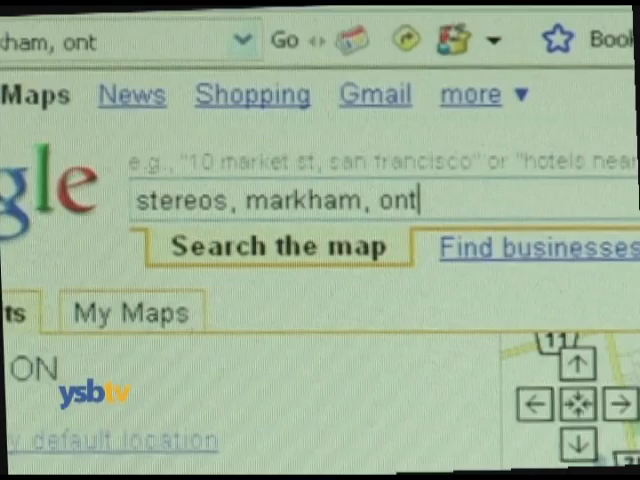 ham, ont Go Book
Maps News Shopping Gmail more
gle
e.g., "10 market st, san francisco" or "hotels near
stereos, markham, ont
Search the map Find businesses
ts My Maps
11
ON
ysbtv
y default location